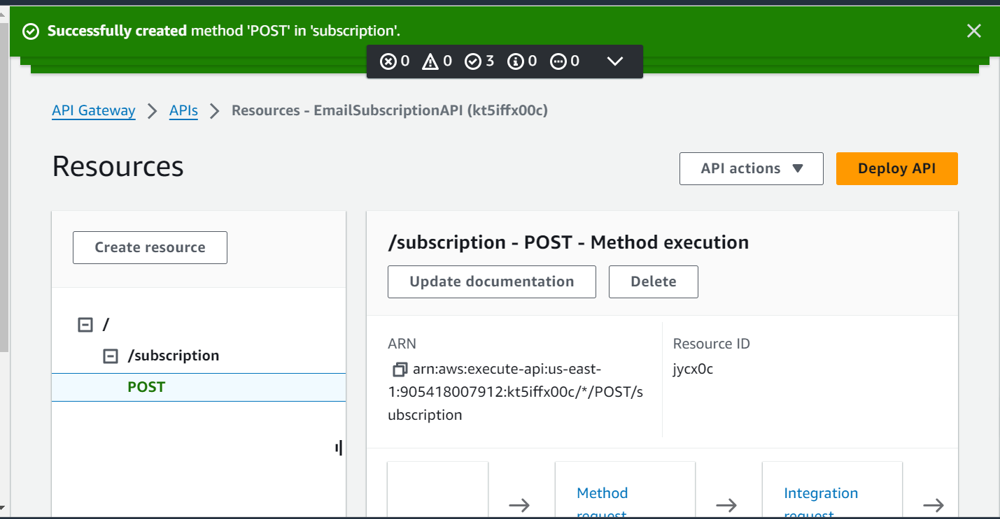 Successfully created method 'POST' in 'subscription'.
0 0 3 0 0
API Gateway APIs Resources - EmailSubscriptionAPI (kt5iffx00c)
Resources
API actions
Deploy API
Create resource
/
/subscription
POST
/subscription - POST - Method execution
Update documentation
Delete
ARN
arn:aws:execute-api:us-east-
1:905418007912:kt5iffx00c/*/POST/s
ubscription
Resource ID
jycx0c
Method
request
Integration
request